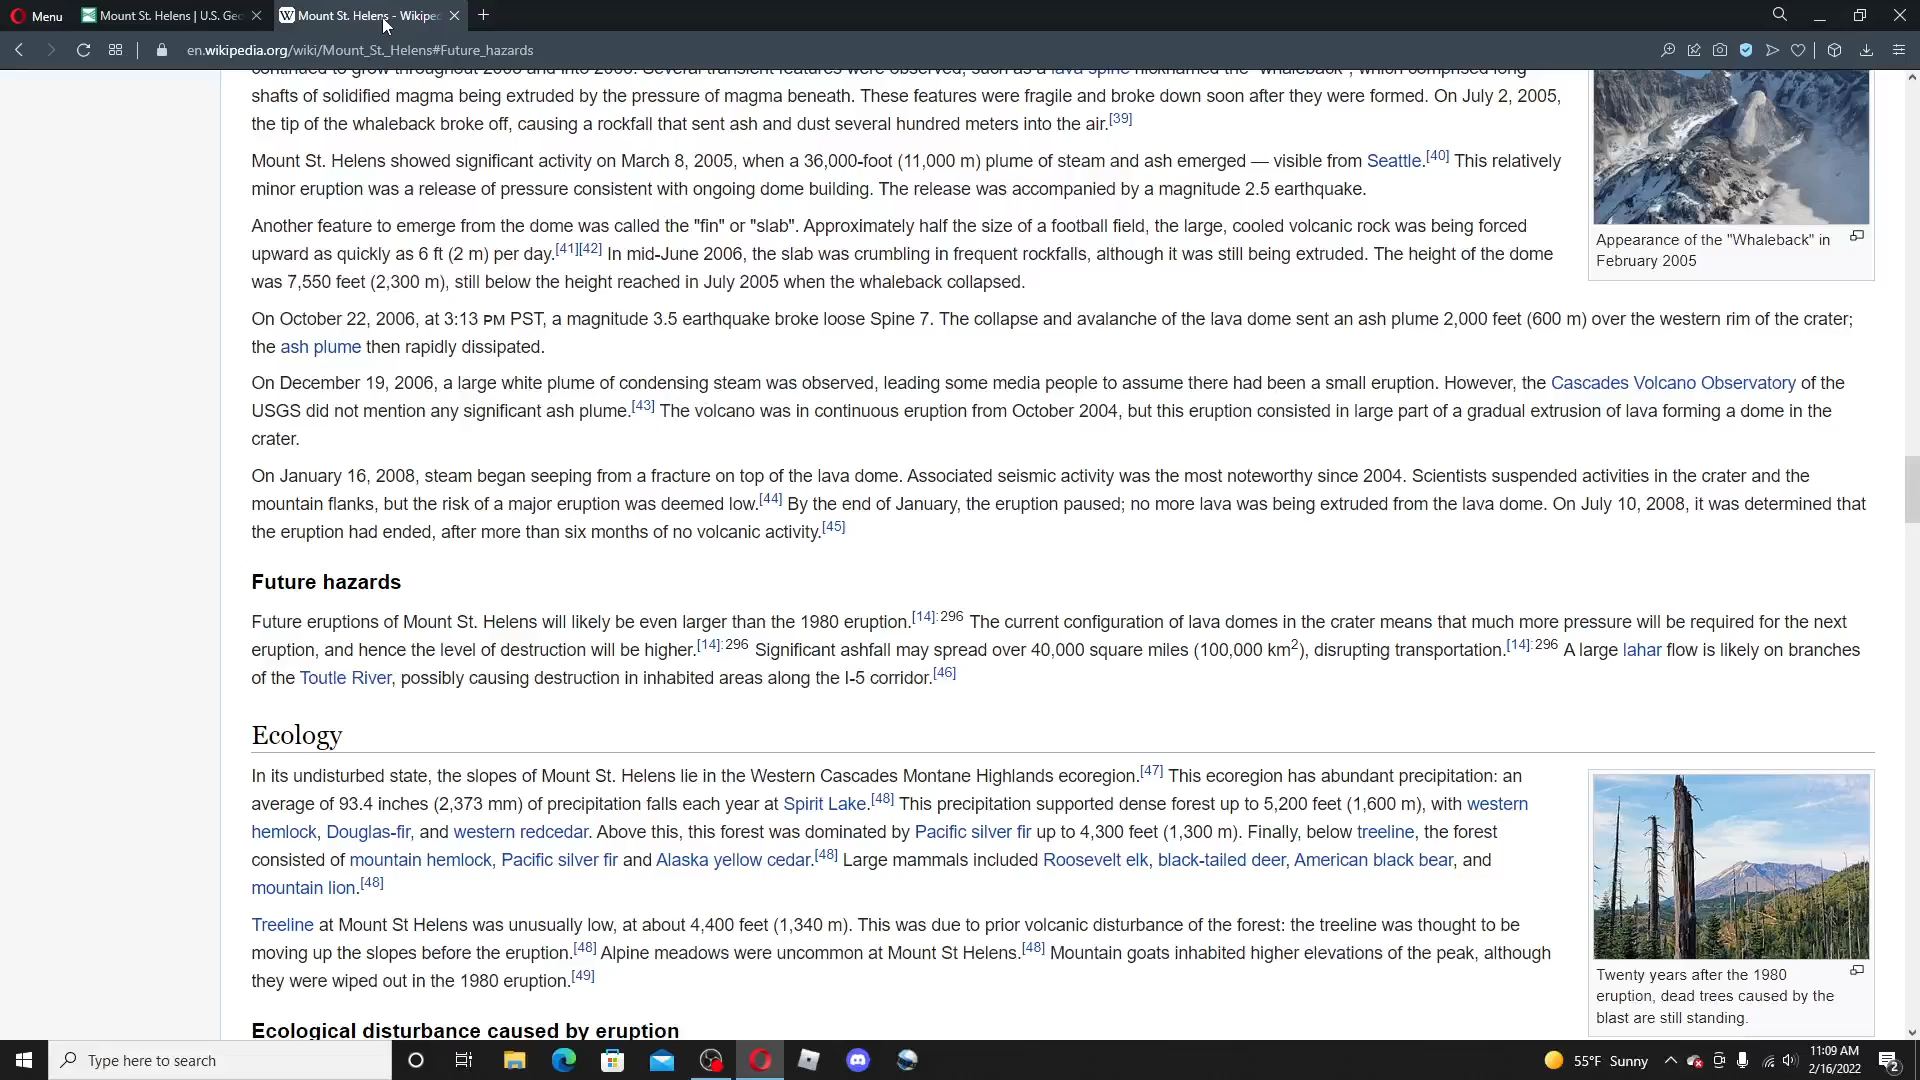 Menu
Mount St. Helens | U.S. Geo
Mount St. Helens - Wikiped
en.wikipedia.org/wiki/Mount_St._Helens#Future_hazards
shafts of solidified magma being extruded by the pressure of magma beneath. These features were fragile and broke down soon after they were formed. On July 2, 2005,
the tip of the whaleback broke off, causing a rockfall that sent ash and dust several hundred meters into the air.[39]
Mount St. Helens showed significant activity on March 8, 2005, when a 36,000-foot (11,000 m) plume of steam and ash emerged — visible from Seattle.[40] This relatively
minor eruption was a release of pressure consistent with ongoing dome building. The release was accompanied by a magnitude 2.5 earthquake.
Another feature to emerge from the dome was called the "fin" or "slab". Approximately half the size of a football field, the large, cooled volcanic rock was being forced
upward as quickly as 6 ft (2 m) per day.[41][42] In mid-June 2006, the slab was crumbling in frequent rockfalls, although it was still being extruded. The height of the dome
was 7,550 feet (2,300 m), still below the height reached in July 2005 when the whaleback collapsed.
Appearance of the "Whaleback" in
February 2005
On October 22, 2006, at 3:13 PM PST, a magnitude 3.5 earthquake broke loose Spine 7. The collapse and avalanche of the lava dome sent an ash plume 2,000 feet (600 m) over the western rim of the crater;
the ash plume then rapidly dissipated.
On December 19, 2006, a large white plume of condensing steam was observed, leading some media people to assume there had been a small eruption. However, the Cascades Volcano Observatory of the
USGS did not mention any significant ash plume.[43] The volcano was in continuous eruption from October 2004, but this eruption consisted in large part of a gradual extrusion of lava forming a dome in the
crater.
On January 16, 2008, steam began seeping from a fracture on top of the lava dome. Associated seismic activity was the most noteworthy since 2004. Scientists suspended activities in the crater and the
mountain flanks, but the risk of a major eruption was deemed low.[44] By the end of January, the eruption paused; no more lava was being extruded from the lava dome. On July 10, 2008, it was determined that
the eruption had ended, after more than six months of no volcanic activity.[45]
Future hazards
Future eruptions of Mount St. Helens will likely be even larger than the 1980 eruption.[14]:296 The current configuration of lava domes in the crater means that much more pressure will be required for the next
eruption, and hence the level of destruction will be higher.[14]:296 Significant ashfall may spread over 40,000 square miles (100,000 km2), disrupting transportation.[14]:296 A large lahar flow is likely on branches
of the Toutle River, possibly causing destruction in inhabited areas along the I-5 corridor.[46]
Ecology
In its undisturbed state, the slopes of Mount St. Helens lie in the Western Cascades Montane Highlands ecoregion.[47] This ecoregion has abundant precipitation: an
average of 93.4 inches (2,373 mm) of precipitation falls each year at Spirit Lake.[48] This precipitation supported dense forest up to 5,200 feet (1,600 m), with western
hemlock, Douglas-fir, and western redcedar. Above this, this forest was dominated by Pacific silver fir up to 4,300 feet (1,300 m). Finally, below treeline, the forest
consisted of mountain hemlock, Pacific silver fir and Alaska yellow cedar.[48] Large mammals included Roosevelt elk, black-tailed deer, American black bear, and
mountain lion.[48]
Treeline at Mount St Helens was unusually low, at about 4,400 feet (1,340 m). This was due to prior volcanic disturbance of the forest: the treeline was thought to be
moving up the slopes before the eruption.[48] Alpine meadows were uncommon at Mount St Helens.[48] Mountain goats inhabited higher elevations of the peak, although
they were wiped out in the 1980 eruption.[49]
Twenty years after the 1980
eruption, dead trees caused by the
blast are still standing.
Ecological disturbance caused by eruption
Type here to search
55°F Sunny
11:09 AM
2/16/2022
2